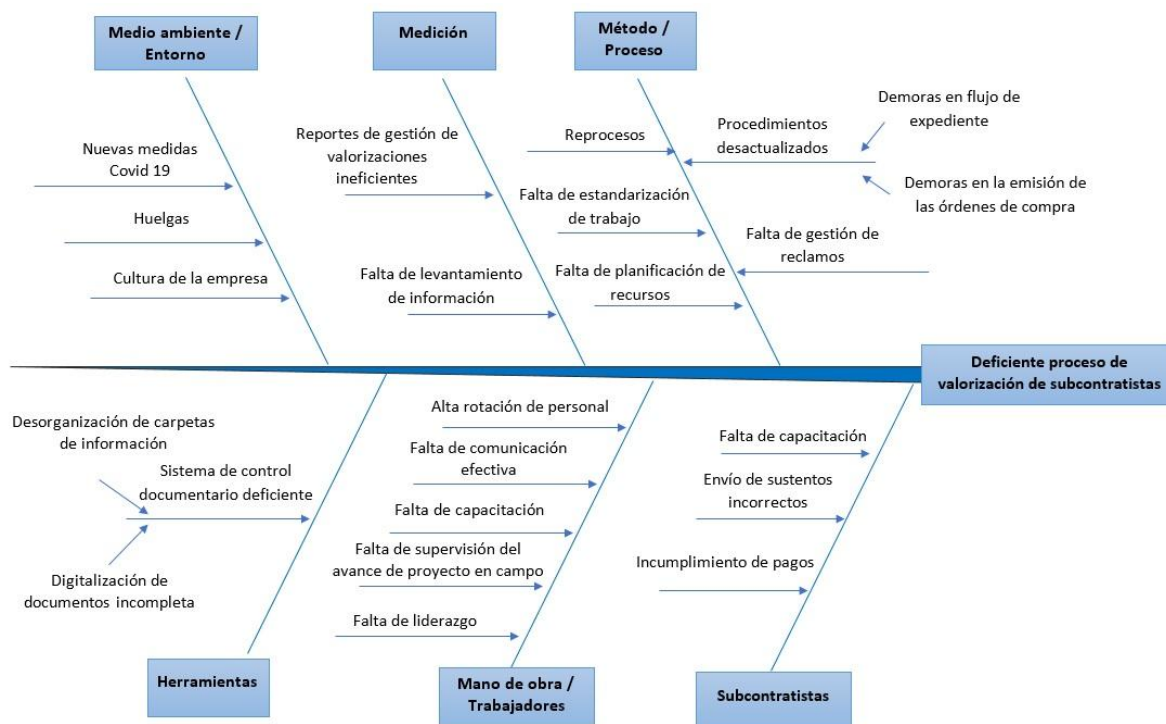 Medio ambiente /
Entorno
Medición
Método /
Proceso
Nuevas medidas
Covid 19
Huelgas
Cultura de la empresa
Reportes de gestión de
valorizaciones
ineficientes
Falta de levantamiento
de información
Reprocesos
Falta de estandarización
de trabajo
Falta de planificación de
recursos
Procedimientos
desactualizados
Demoras en flujo de
expediente
Demoras en la emisión de
las órdenes de compra
Falta de gestión de
reclamos
Deficiente proceso de
valorización de subcontratistas
Desorganización de carpetas
de información
Sistema de control
documentario deficiente
Digitalización de
documentos incompleta
Alta rotación de personal
Falta de comunicación
efectiva
Falta de capacitación
Falta de supervisión del
avance de proyecto en campo
Falta de liderazgo
Falta de capacitación
Envío de sustentos
incorrectos
Incumplimiento de pagos
Herramientas
Mano de obra /
Trabajadores
Subcontratistas